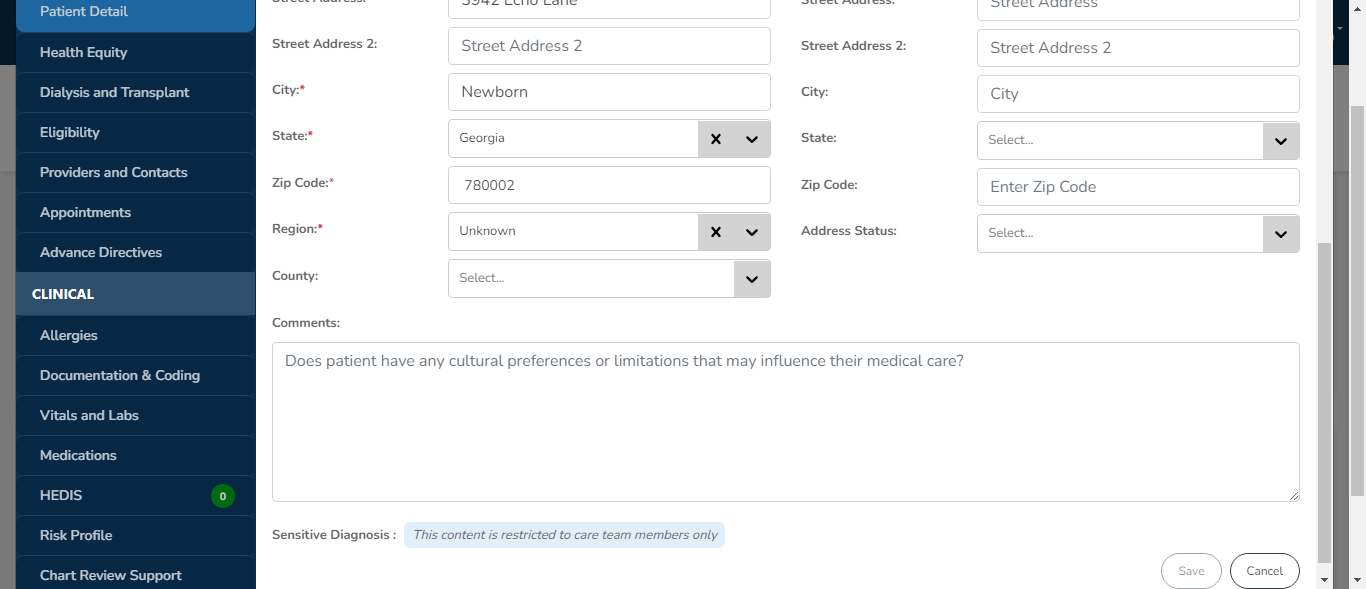 Patient Detail
Health Equity
Dialysis and Transplant
Eligibility
Providers and Contacts
Appointments
Advance Directives
CLINICAL
Allergies
Documentation & Coding
Vitals and Labs
Medications
HEDIS 0
Risk Profile
Chart Review Support
Street Address: 3942 Echo Lane
Street Address 2: Street Address 2
City:* Newborn
State:* Georgia
Zip Code:* 780002
Region:* Unknown
County: Select...
Street Address: Street Address
Street Address 2: Street Address 2
City: City
State: Select...
Zip Code: Enter Zip Code
Address Status: Select...
Comments:
Does patient have any cultural preferences or limitations that may influence their medical care?
Sensitive Diagnosis : This content is restricted to care team members only
Save Cancel